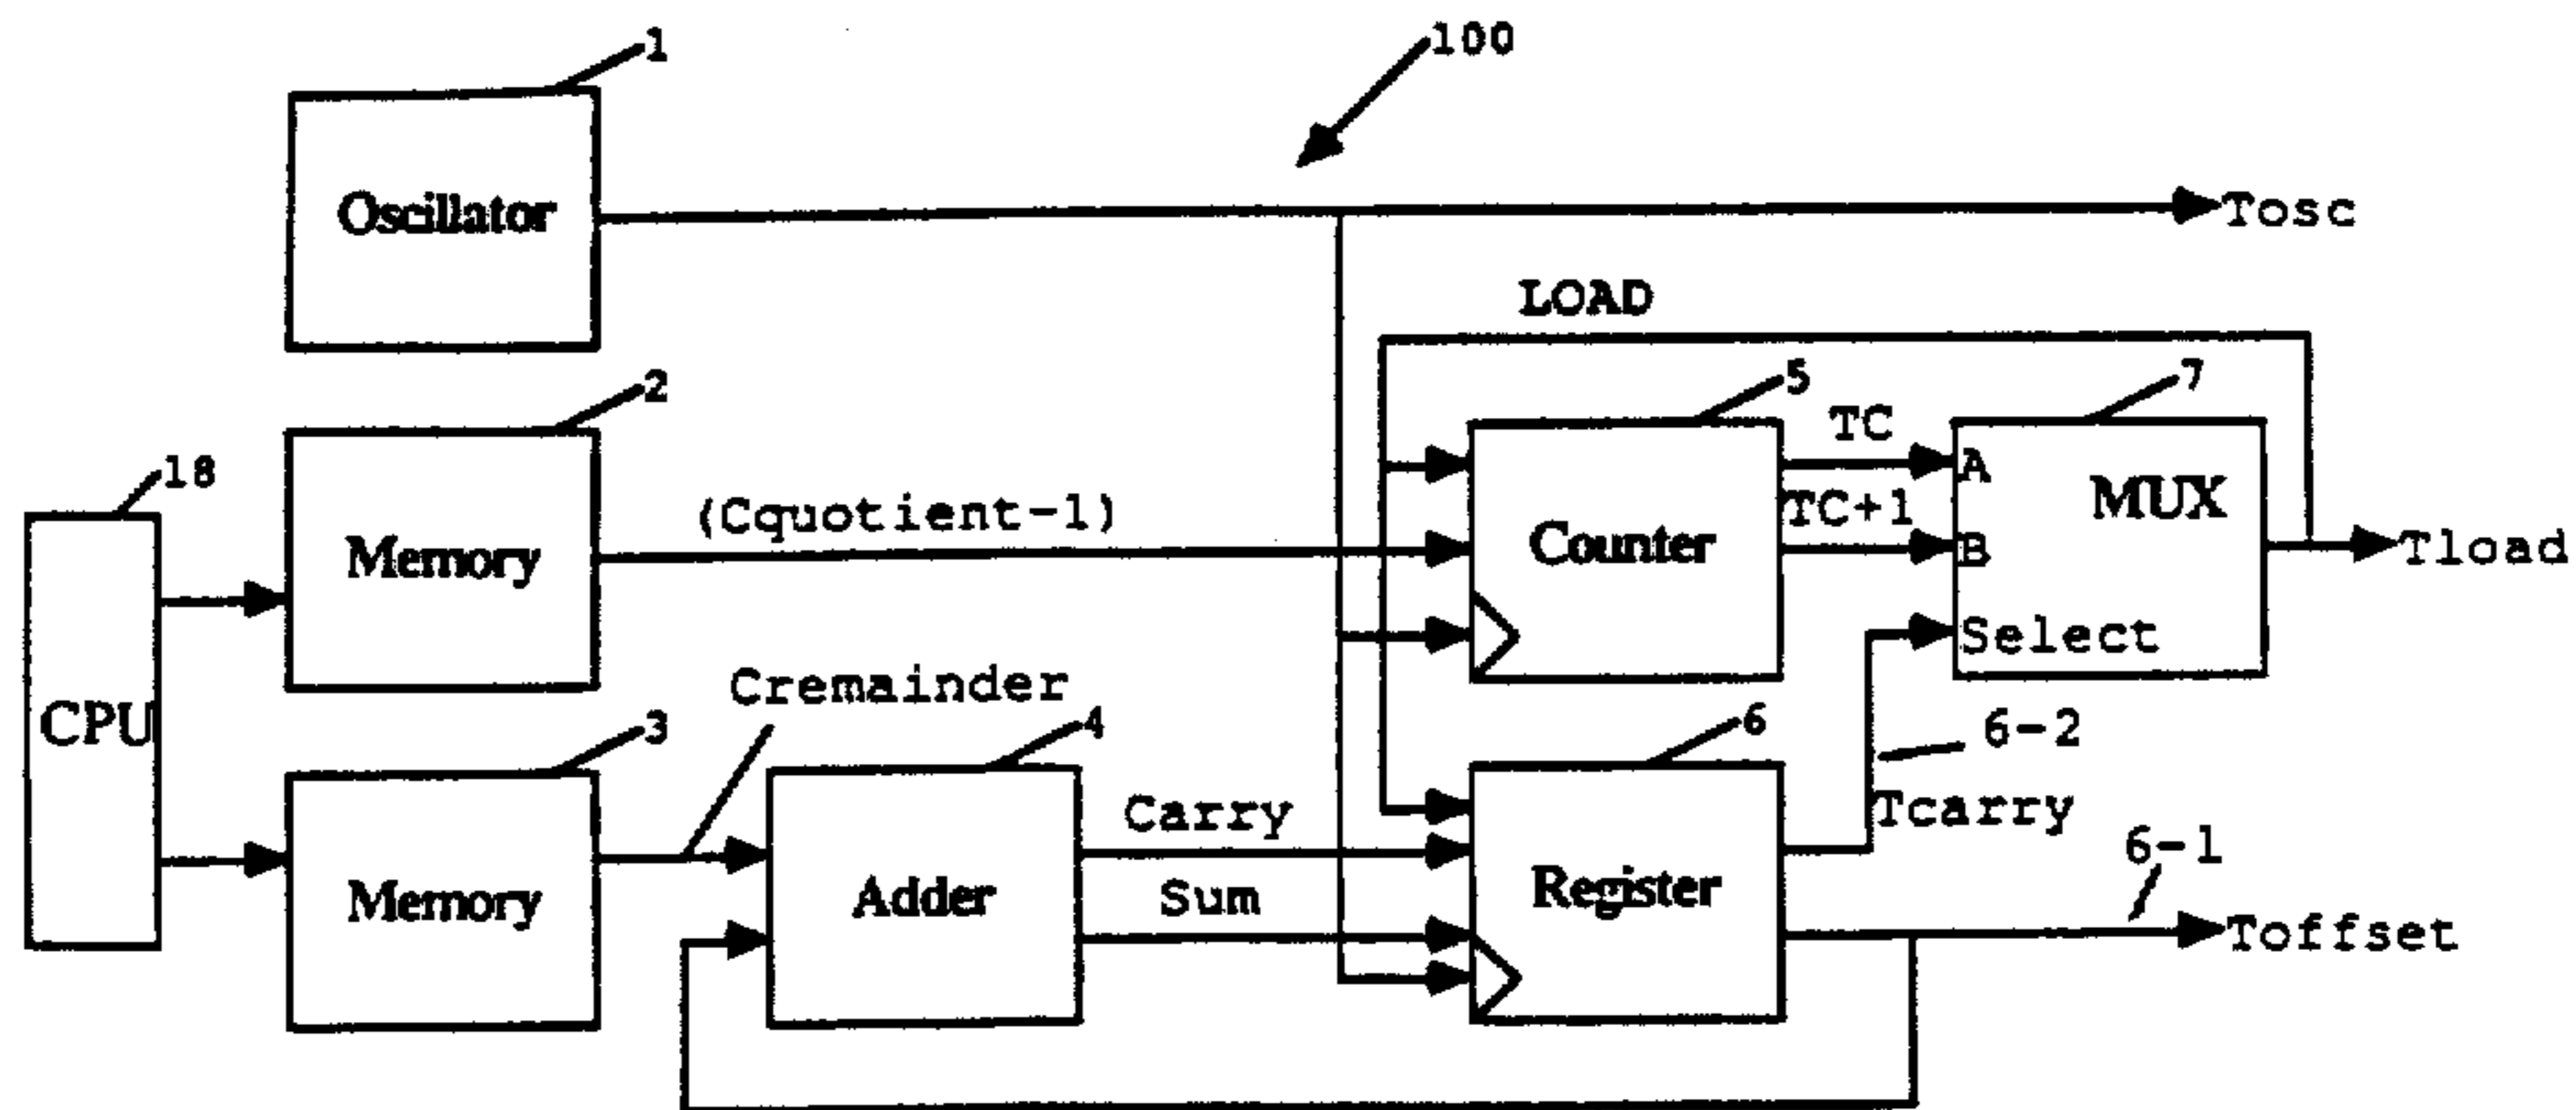 1
100
Oscillator
Tosc
LOAD
2
5
7
18
TC
A
MUX
(Cquotient-1)
TC+1
Memory
Counter
B
Tload
Select
Cremainder
CPU
3
4
6
6-2
Carry
Tcarry
6-1
Memory
Adder
Sum
Register
Toffset